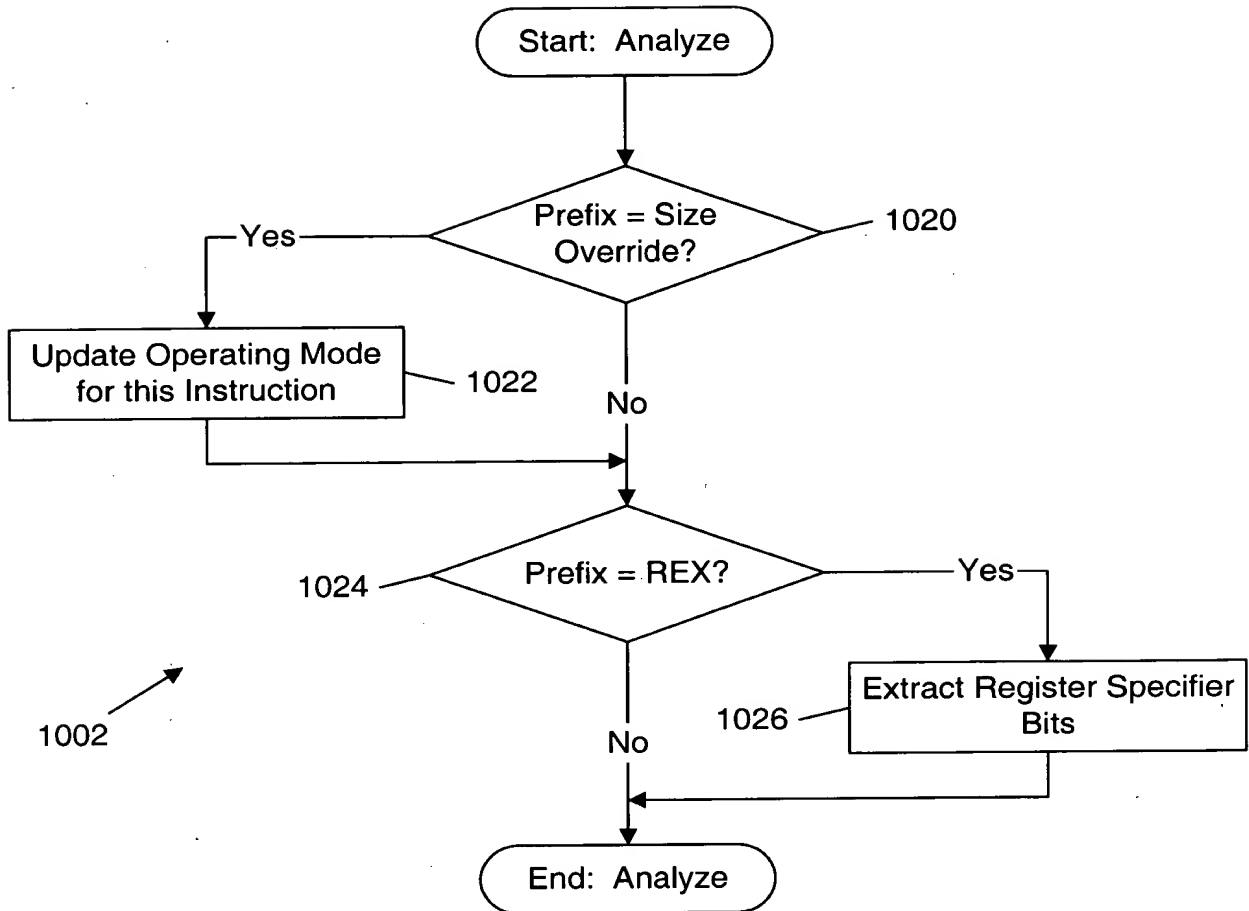 Start: Analyze
Prefix = Size
Override?
1020
Yes
Update Operating Mode
for this Instruction
1022
No
Prefix = REX?
1024
Yes
Extract Register Specifier
Bits
1026
1002
No
End: Analyze